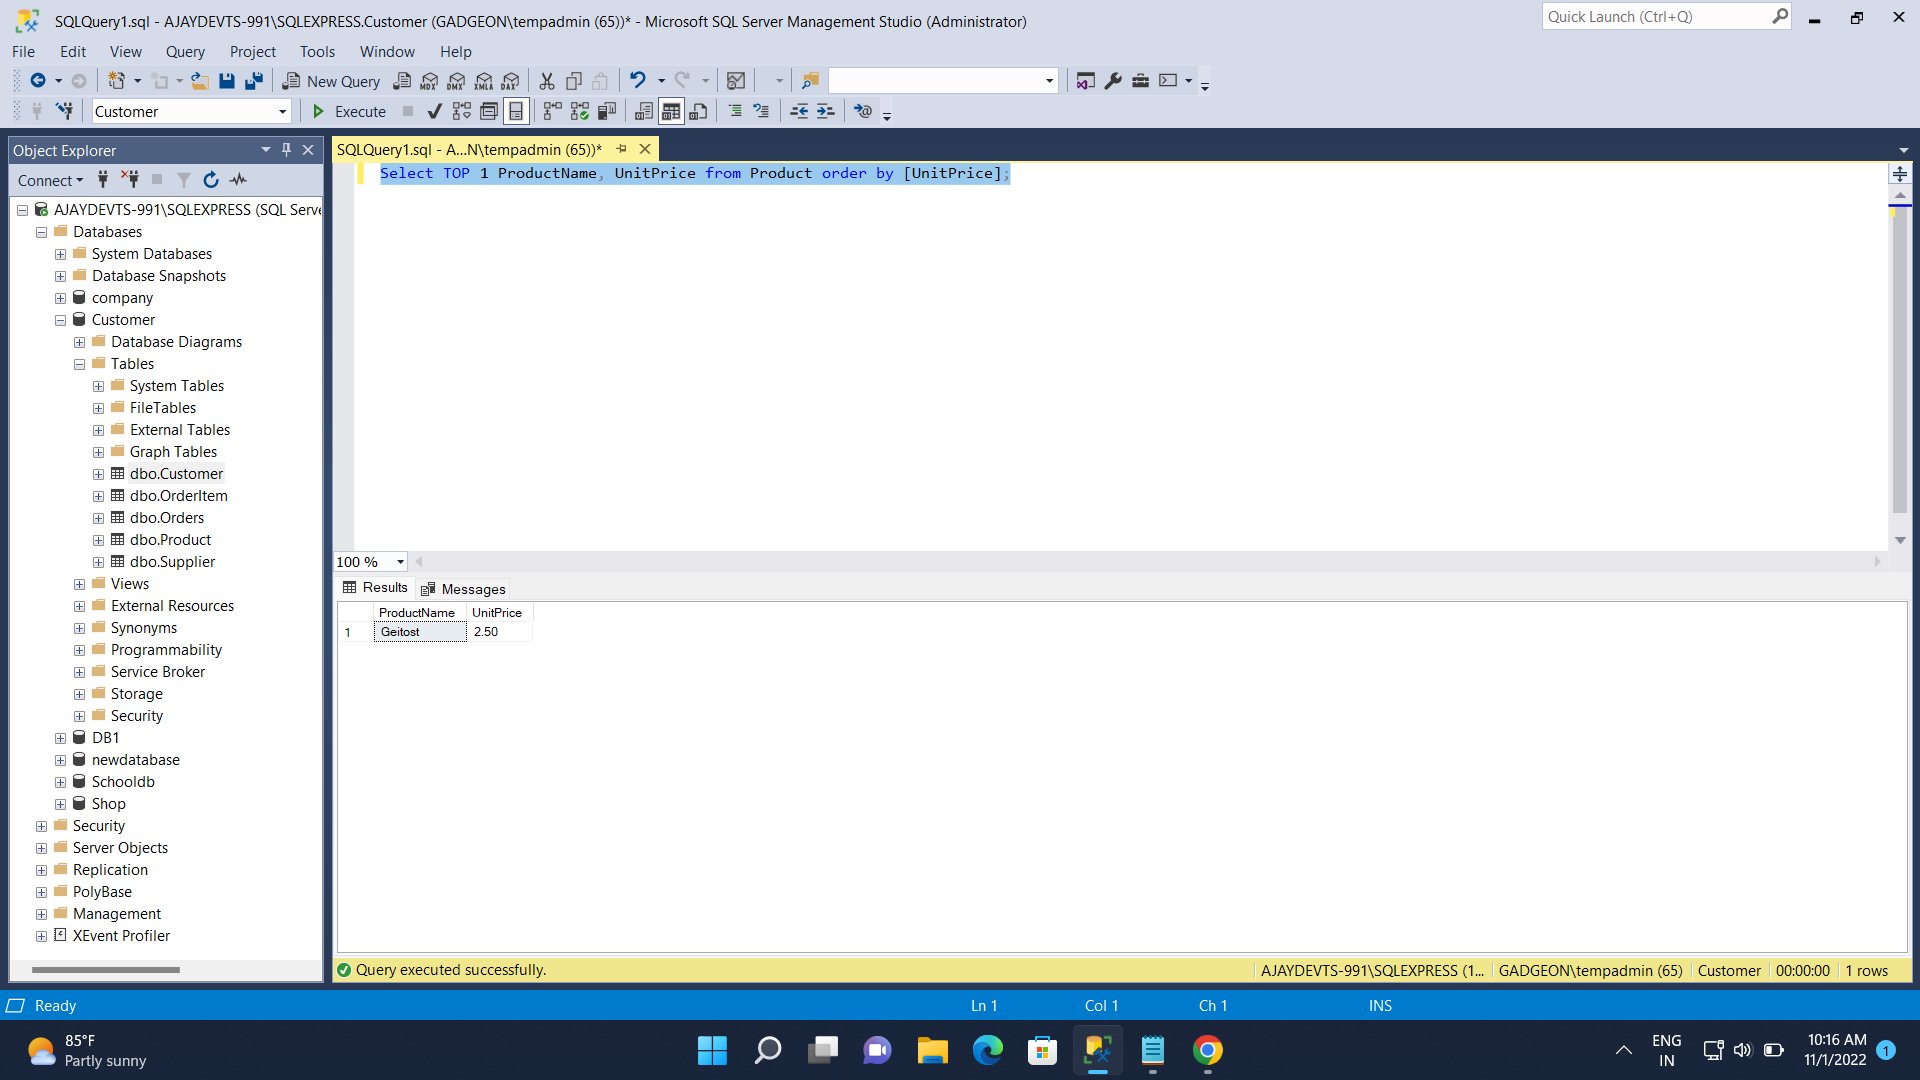 SQLQuery1.sql - AJAYDEVTS-991\SQLEXPRESS.Customer (GADGEON\tempadmin (65))* - Microsoft SQL Server Management Studio (Administrator)
Quick Launch (Ctrl+Q)
File Edit View Query Project Tools Window Help
New Query
MDX DMX XMLA DAX
Customer
Execute
Object Explorer
Connect
AJAYDEVTS-991\SQLEXPRESS (SQL Serve
Databases
System Databases
Database Snapshots
company
Customer
Database Diagrams
Tables
System Tables
FileTables
External Tables
Graph Tables
dbo.Customer
dbo.OrderItem
dbo.Orders
dbo.Product
dbo.Supplier
Views
External Resources
Synonyms
Programmability
Service Broker
Storage
Security
DB1
newdatabase
Schooldb
Shop
Security
Server Objects
Replication
PolyBase
Management
XEvent Profiler
SQLQuery1.sql - A...N\tempadmin (65))*
Select TOP 1 ProductName, UnitPrice from Product order by [UnitPrice];
100 %
Results Messages
ProductName UnitPrice
1 Geitost 2.50
Query executed successfully.
AJAYDEVTS-991\SQLEXPRESS (1... GADGEON\tempadmin (65) Customer 00:00:00 1 rows
Ready
Ln 1 Col 1 Ch 1 INS
85°F
Partly sunny
ENG
IN
10:16 AM
11/1/2022
1